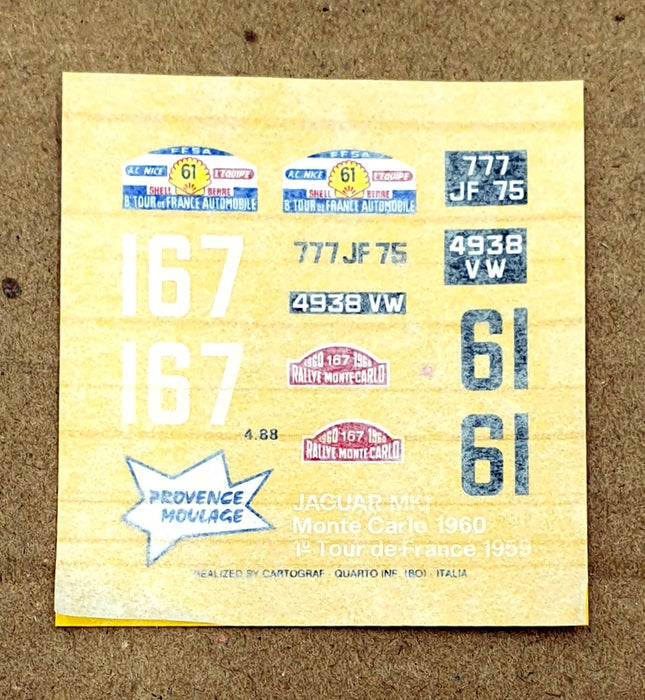 FFSA
A.C. NICE 61 L'EQUIPE
SHELL BERRE
8' TOUR de FRANCE AUTOMOBILE
FFSA
A.C. NICE 61 L'EQUIPE
SHELL BERRE
8' TOUR de FRANCE AUTOMOBILE
777
JF 75
167
777 JF 75
4938
VW
4938 VW
61
167
1960 167 1960
RALLYE MONTE CARLO
4.88
1960 167 1960
RALLYE MONTE CARLO
61
PROVENCE
MOULAGE
JAGUAR MK1
Monte Carlo 1960
1º Tour de France 1959
REALIZED BY CARTOGRAF - QUARTO INF. (BO) - ITALIA